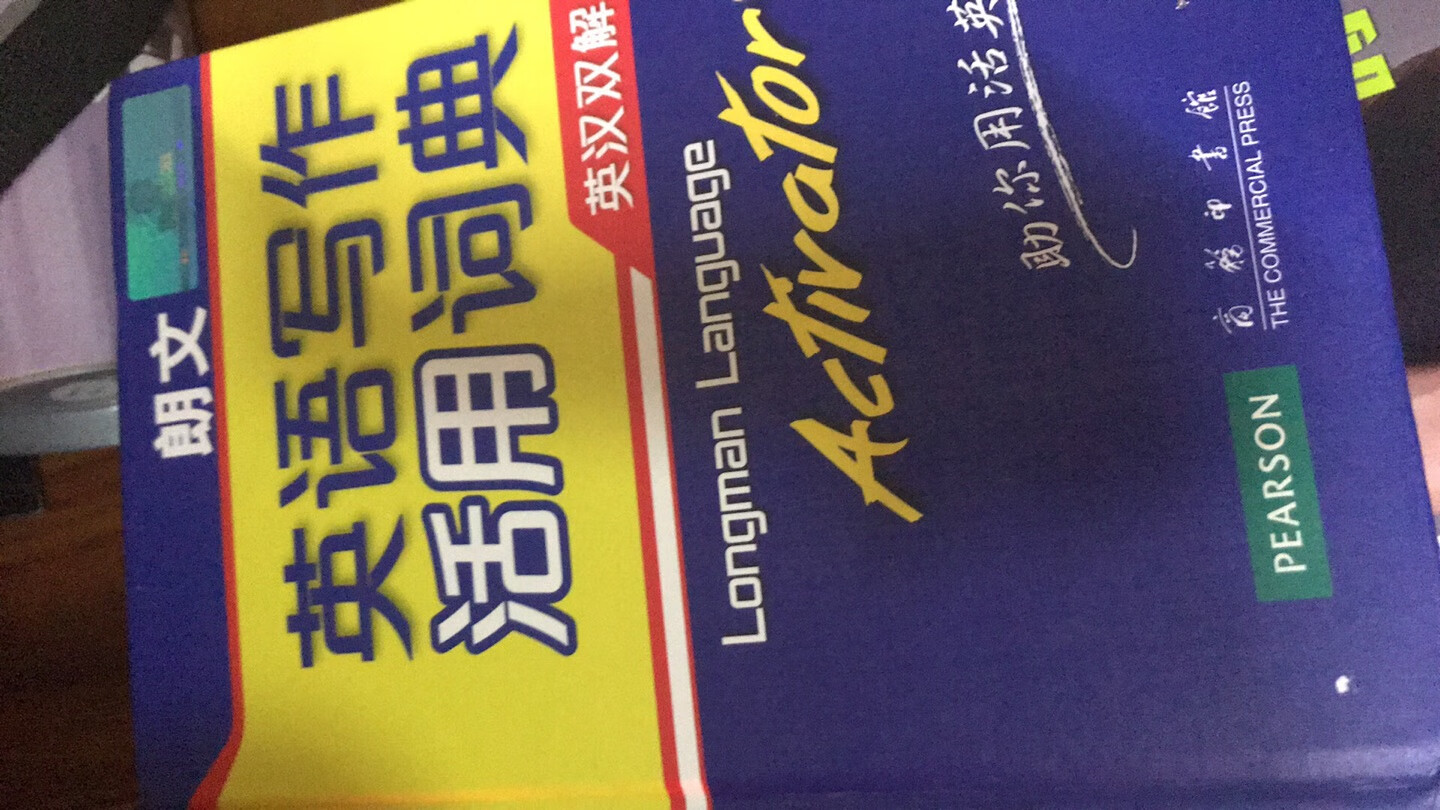 朗文
英语写作
活用词典
英汉双解
Longman Language
Activator
助你用活英
商务印书馆
THE COMMERCIAL PRESS
PEARSON